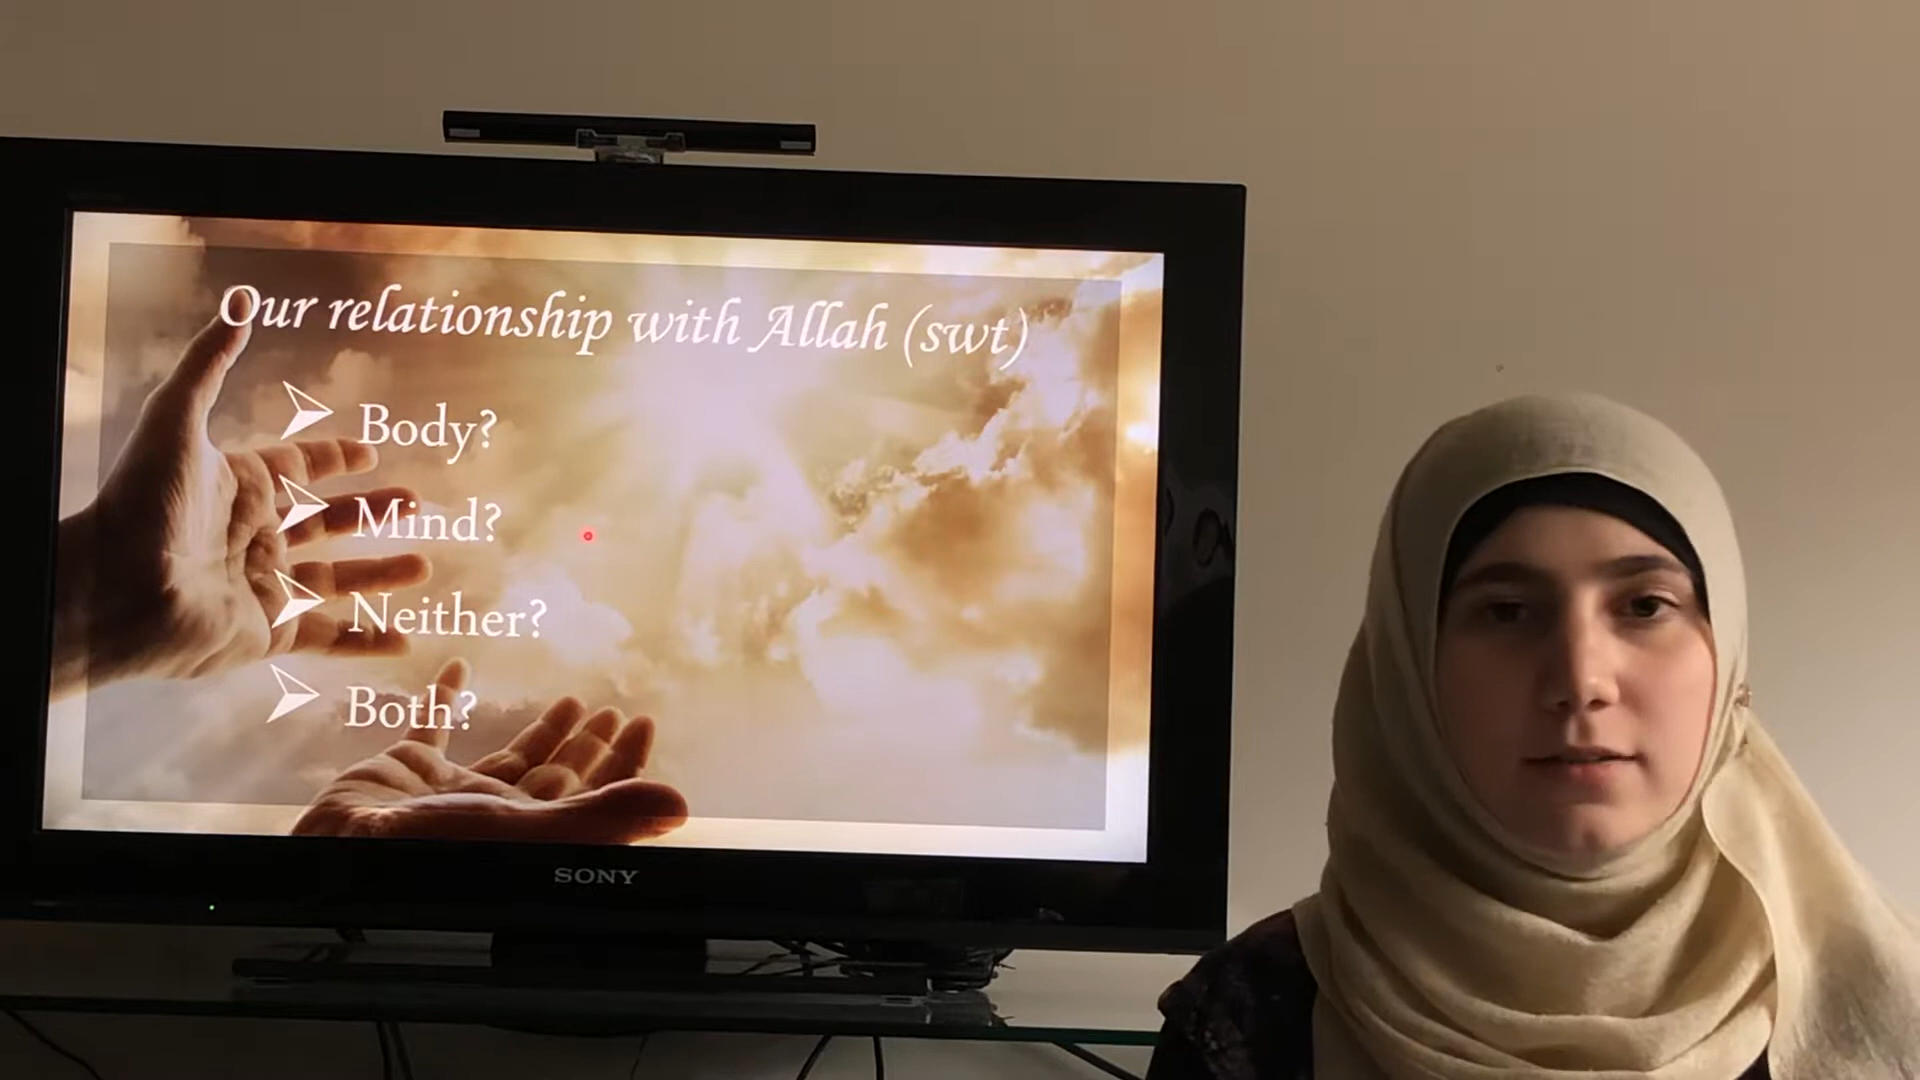 Our relationship with Allah (swt)
Body?
Mind?
Neither?
Both?
SONY